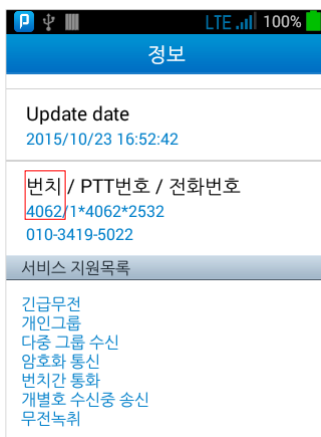 LTE 100%
정보
Update date
2015/10/23 16:52:42
번치 / PTT번호 / 전화번호
4062/1*4062*2532
010-3419-5022
서비스 지원목록
긴급무전
개인그룹
다중 그룹 수신
암호화 통신
번치간 통화
개별호 수신중 송신
무전녹취